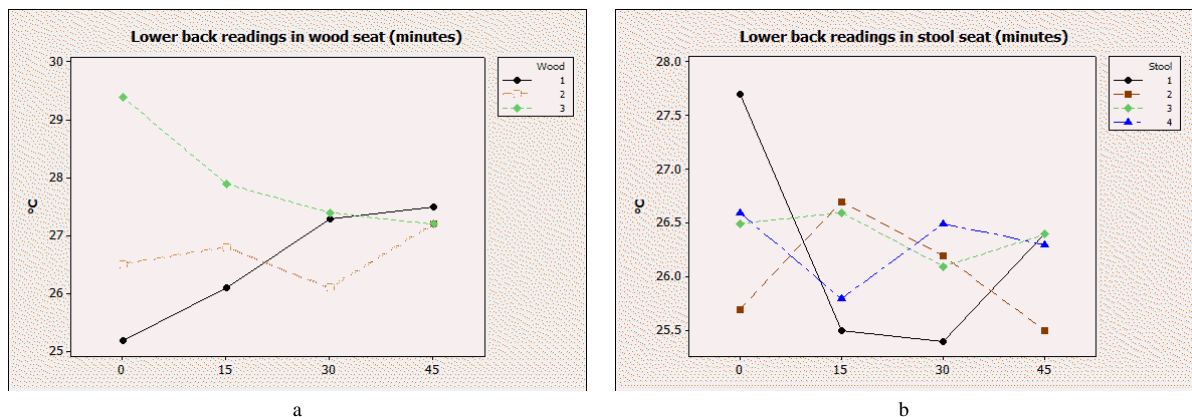 Lower back readings in wood seat (minutes)
30
29
28
27
26
25
°C
0 15 30 45
Wood
1
2
3
a
Lower back readings in stool seat (minutes)
28.0
27.5
27.0
26.5
26.0
25.5
°C
0 15 30 45
Stool
1
2
3
4
b